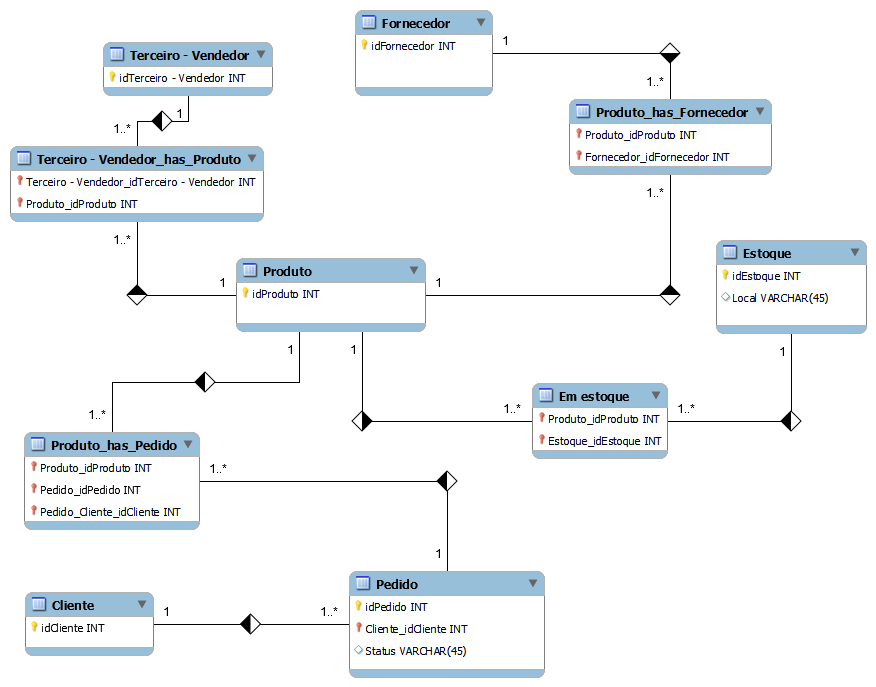 Fornecedor
idFornecedor INT
1
1..*
Terceiro - Vendedor
idTerceiro - Vendedor INT
1
1..*
Produto_has_Fornecedor
Produto_idProduto INT
Fornecedor_idFornecedor INT
1..*
Terceiro - Vendedor_has_Produto
Terceiro - Vendedor_idTerceiro - Vendedor INT
Produto_idProduto INT
1..*
1
Produto
idProduto INT
1
1
1
Estoque
idEstoque INT
Local VARCHAR(45)
1
Em estoque
Produto_idProduto INT
Estoque_idEstoque INT
1..*
1..*
1..*
Produto_has_Pedido
Produto_idProduto INT
Pedido_idPedido INT
Pedido_Cliente_idCliente INT
1..*
1
Cliente
idCliente INT
1
1..*
Pedido
idPedido INT
Cliente_idCliente INT
Status VARCHAR(45)